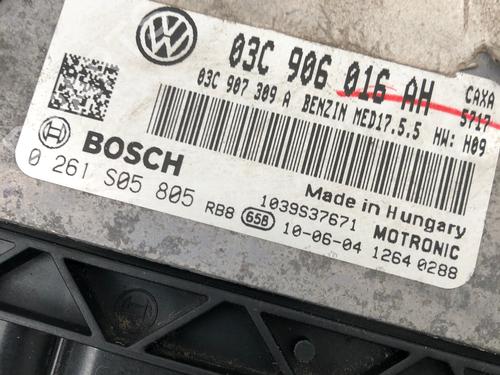 03C 906 016 AH
CAXA
5717
03C 907 309 A BENZIN MED17.5.5 HW: H09
BOSCH
0 261 S05 805
Made in Hungary
1039S37671 MOTRONIC
RB8 658 10-06-04 1264 0288